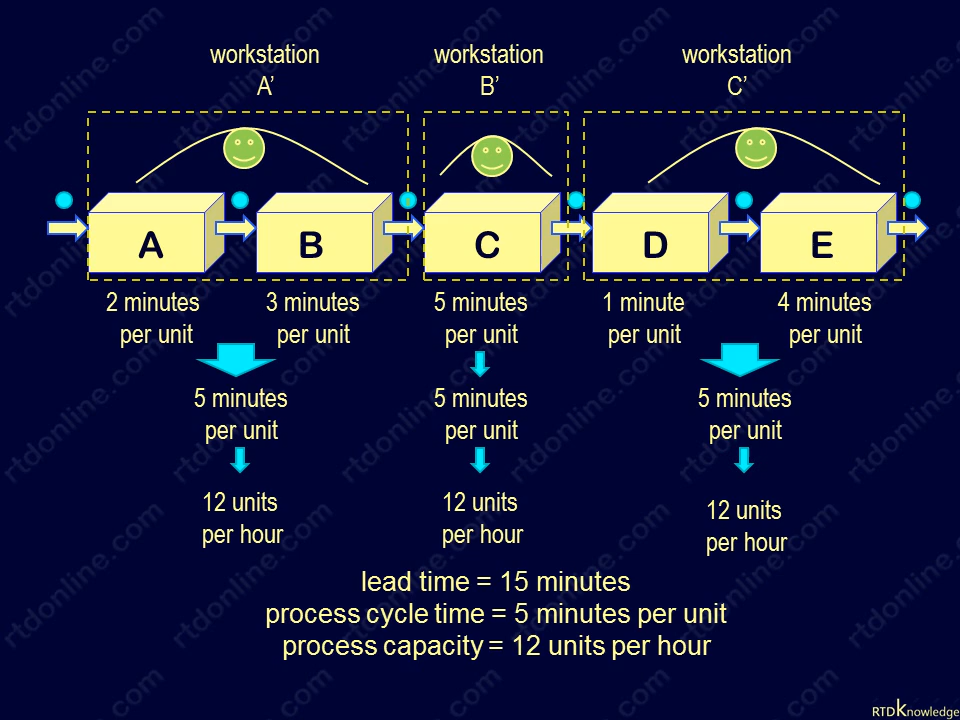 workstation
A’
workstation
B’
workstation
C’
A
B
C
D
E
2 minutes
per unit
3 minutes
per unit
5 minutes
per unit
1 minute
per unit
4 minutes
per unit
5 minutes
per unit
5 minutes
per unit
5 minutes
per unit
12 units
per hour
12 units
per hour
12 units
per hour
lead time = 15 minutes
process cycle time = 5 minutes per unit
process capacity = 12 units per hour
RTDKnowledge
rtdonline.com